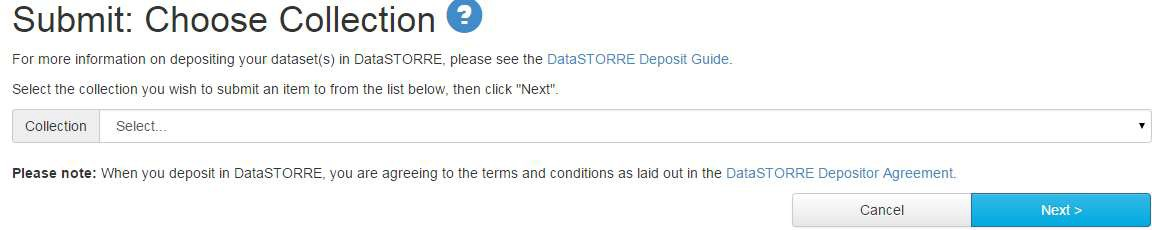 Submit: Choose Collection ?
For more information on depositing your dataset(s) in DataSTORRE, please see the DataSTORRE Deposit Guide.
Select the collection you wish to submit an item to from the list below, then click "Next".
Collection Select...
Please note: When you deposit in DataSTORRE, you are agreeing to the terms and conditions as laid out in the DataSTORRE Depositor Agreement.
Cancel Next >